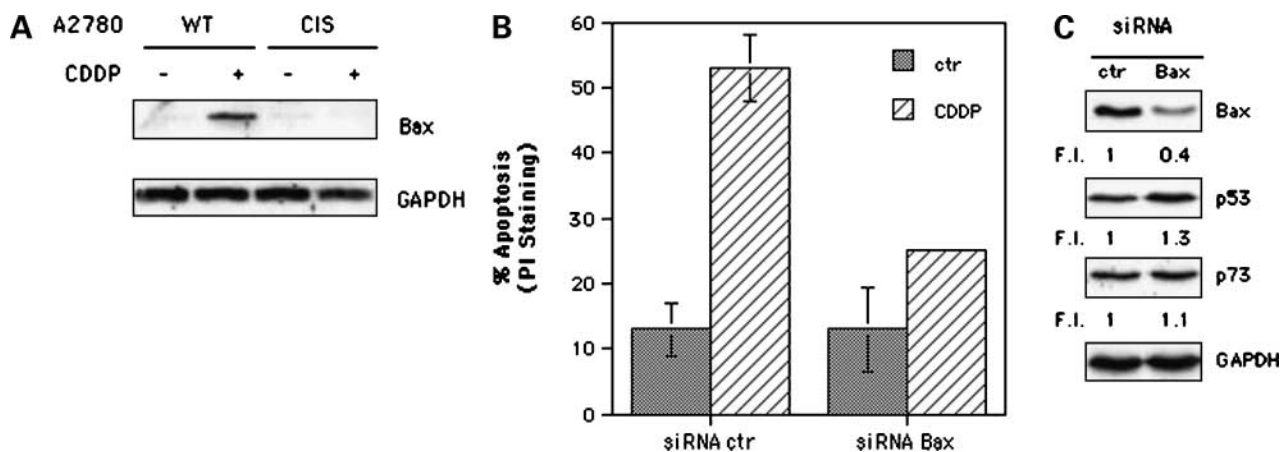 A
A2780 WT CIS
CDDP - + - +
Bax
GAPDH
B
% Apoptosis
(PI Staining)
60
50
40
30
20
10
0
ctr
CDDP
siRNA ctr siRNA Bax
C
siRNA
ctr Bax
Bax
F.I. 1 0.4
p53
F.I. 1 1.3
p73
F.I. 1 1.1
GAPDH